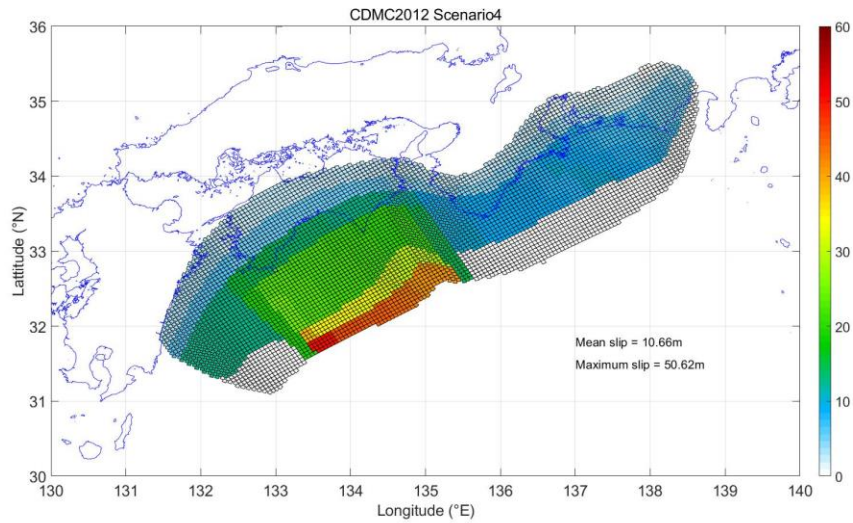 CDMC2012 Scenario4
36
35
34
33
32
31
30
Lattitude (°N)
130 131 132 133 134 135 136 137 138 139 140
Longitude (°E)
Mean slip = 10.66m
Maximum slip = 50.62m
60
50
40
30
20
10
0